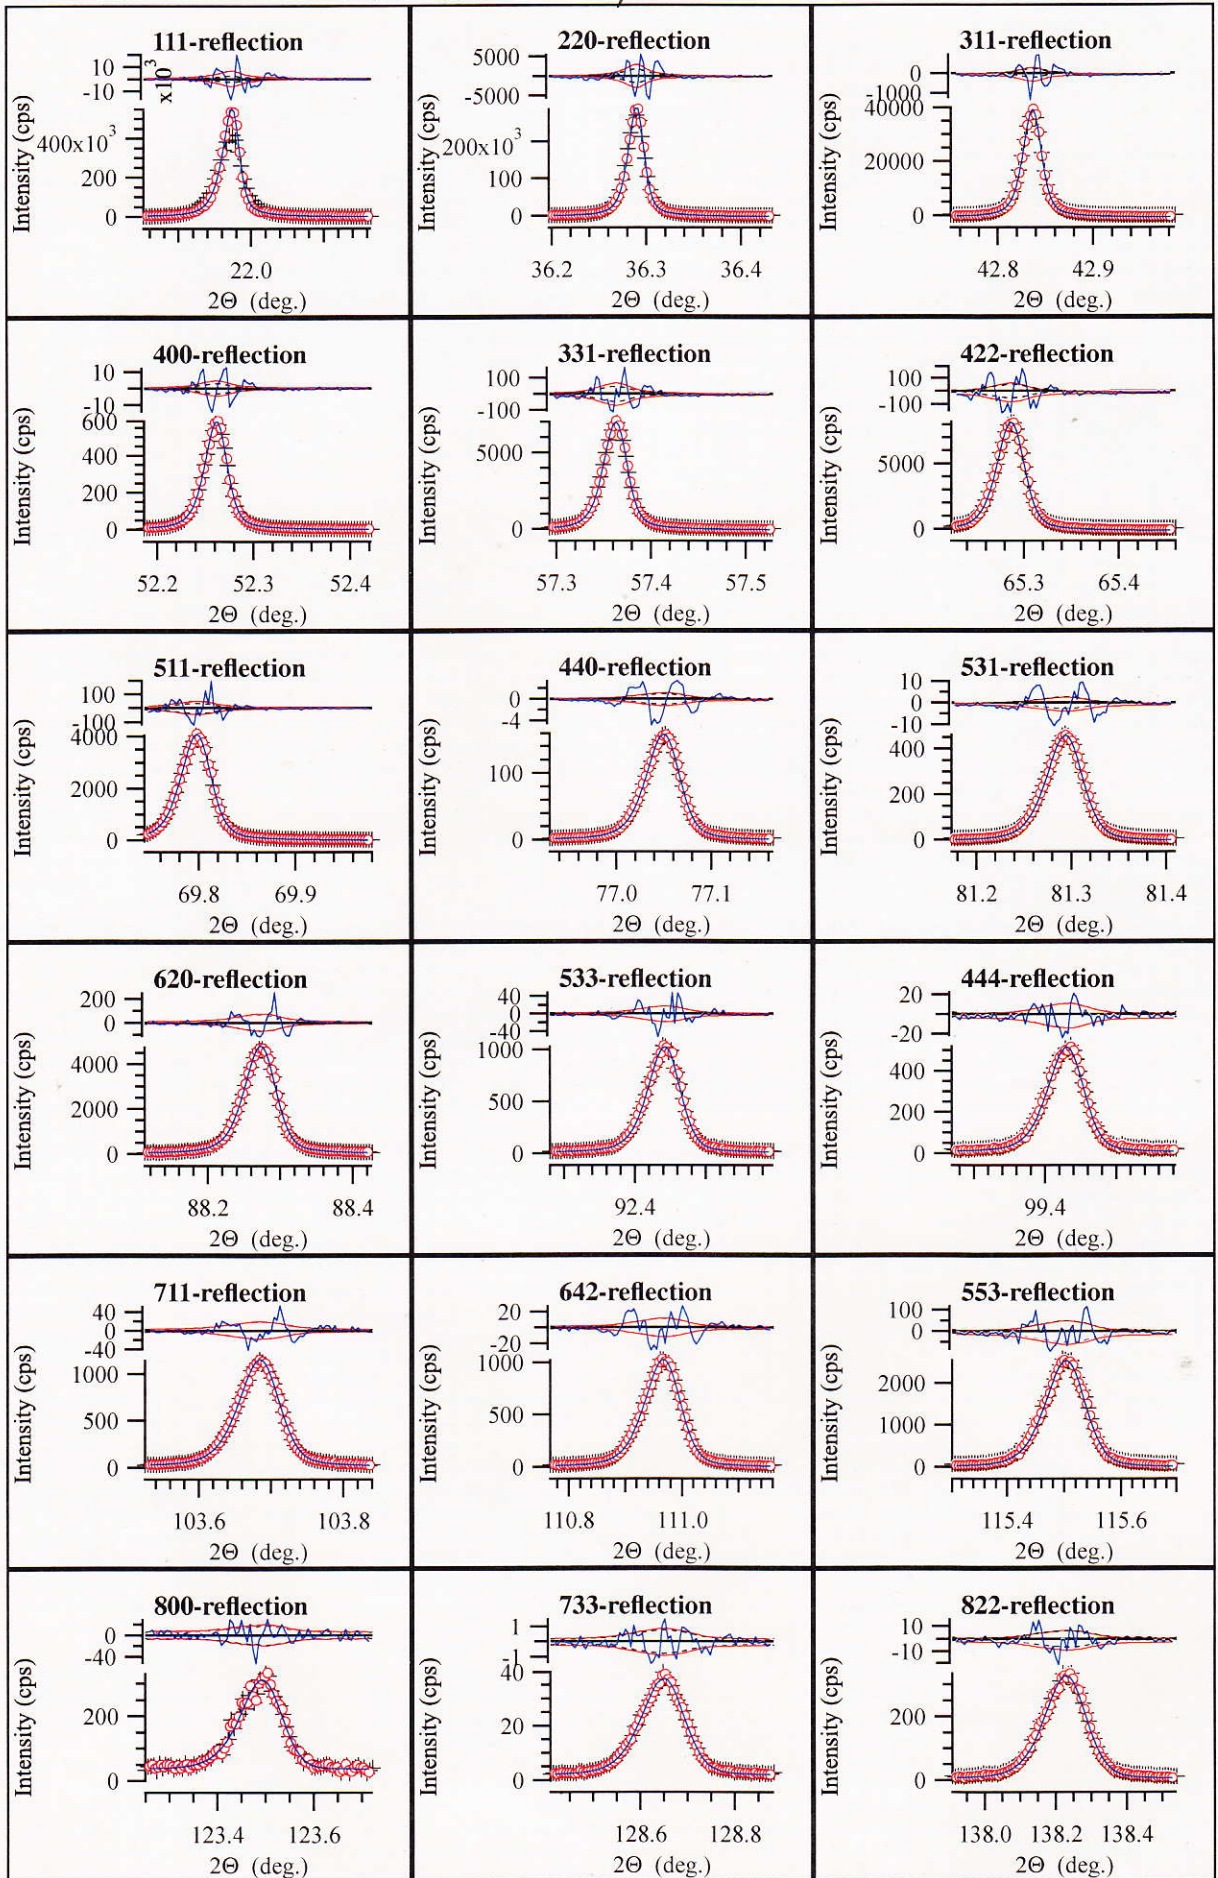 111-reflection
10
-10
x10³
400x10³
200
0
Intensity (cps)
22.0
2Θ (deg.)
220-reflection
5000
-5000
200x10³
100
0
Intensity (cps)
36.2 36.3 36.4
2Θ (deg.)
311-reflection
0
-1000
40000
20000
0
Intensity (cps)
42.8 42.9
2Θ (deg.)
400-reflection
10
-10
600
400
200
0
Intensity (cps)
52.2 52.3 52.4
2Θ (deg.)
331-reflection
100
-100
5000
0
Intensity (cps)
57.3 57.4 57.5
2Θ (deg.)
422-reflection
100
-100
5000
0
Intensity (cps)
65.3 65.4
2Θ (deg.)
511-reflection
100
-100
4000
2000
0
Intensity (cps)
69.8 69.9
2Θ (deg.)
440-reflection
0
-4
100
0
Intensity (cps)
77.0 77.1
2Θ (deg.)
531-reflection
10
0
-10
400
200
0
Intensity (cps)
81.2 81.3 81.4
2Θ (deg.)
620-reflection
200
0
4000
2000
0
Intensity (cps)
88.2 88.4
2Θ (deg.)
533-reflection
40
0
-40
1000
500
0
Intensity (cps)
92.4
2Θ (deg.)
444-reflection
20
-20
400
200
0
Intensity (cps)
99.4
2Θ (deg.)
711-reflection
40
0
-40
1000
500
0
Intensity (cps)
103.6 103.8
2Θ (deg.)
642-reflection
20
0
-20
1000
500
0
Intensity (cps)
110.8 111.0
2Θ (deg.)
553-reflection
100
0
2000
1000
0
Intensity (cps)
115.4 115.6
2Θ (deg.)
800-reflection
0
-40
200
0
Intensity (cps)
123.4 123.6
2Θ (deg.)
733-reflection
1
-1
40
20
0
Intensity (cps)
128.6 128.8
2Θ (deg.)
822-reflection
10
-10
200
0
Intensity (cps)
138.0 138.2 138.4
2Θ (deg.)